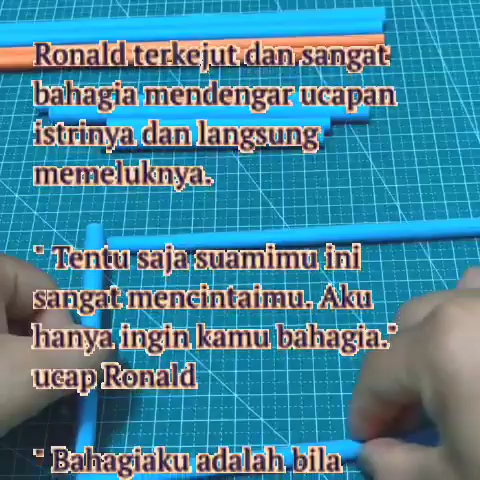 Ronald terkejut dan sangat
bahagia mendengar ucapan
istrinya dan langsung
memeluknya.
" Tentu saja suamimu ini
sangat mencintaimu. Aku
hanya ingin kamu bahagia."
ucap Ronald
" Bahagiaku adalah bila